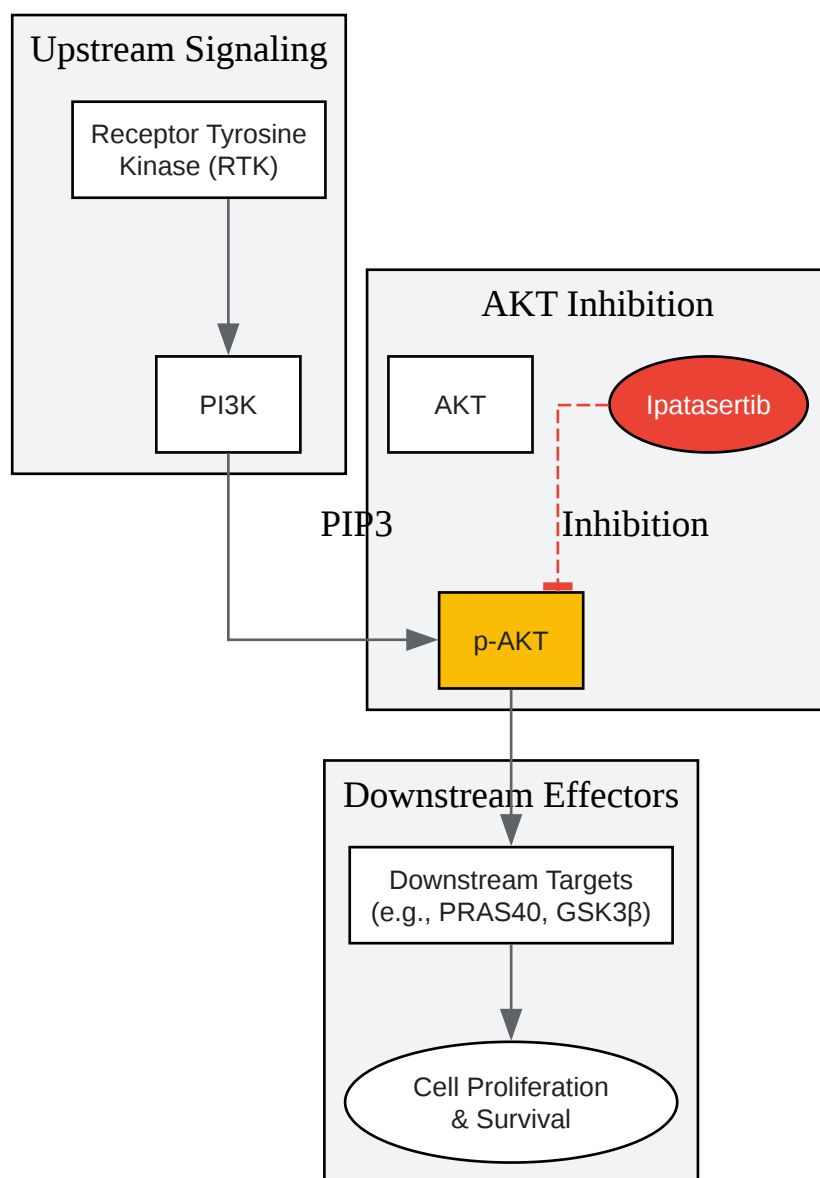 Upstream Signaling
Receptor Tyrosine
Kinase (RTK)
PI3K
AKT Inhibition
AKT
Ipatasertib
PIP3
Inhibition
p-AKT
Downstream Effectors
Downstream Targets
(e.g., PRAS40, GSK3β)
Cell Proliferation
& Survival